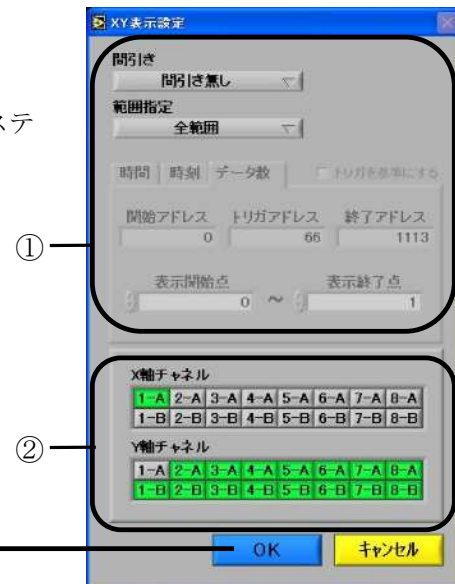 XY表示設定
間引き
間引き無し
範囲指定
全範囲
ステ
時間 時刻 データ数 トリガを基準にする
開始アドレス トリガアドレス 終了アドレス
0 66 1113
①
表示開始点 表示終了点
0 ~ 1
X軸チャネル
1-A 2-A 3-A 4-A 5-A 6-A 7-A 8-A
1-B 2-B 3-B 4-B 5-B 6-B 7-B 8-B
②
Y軸チャネル
1-A 2-A 3-A 4-A 5-A 6-A 7-A 8-A
1-B 2-B 3-B 4-B 5-B 6-B 7-B 8-B
OK キャンセル